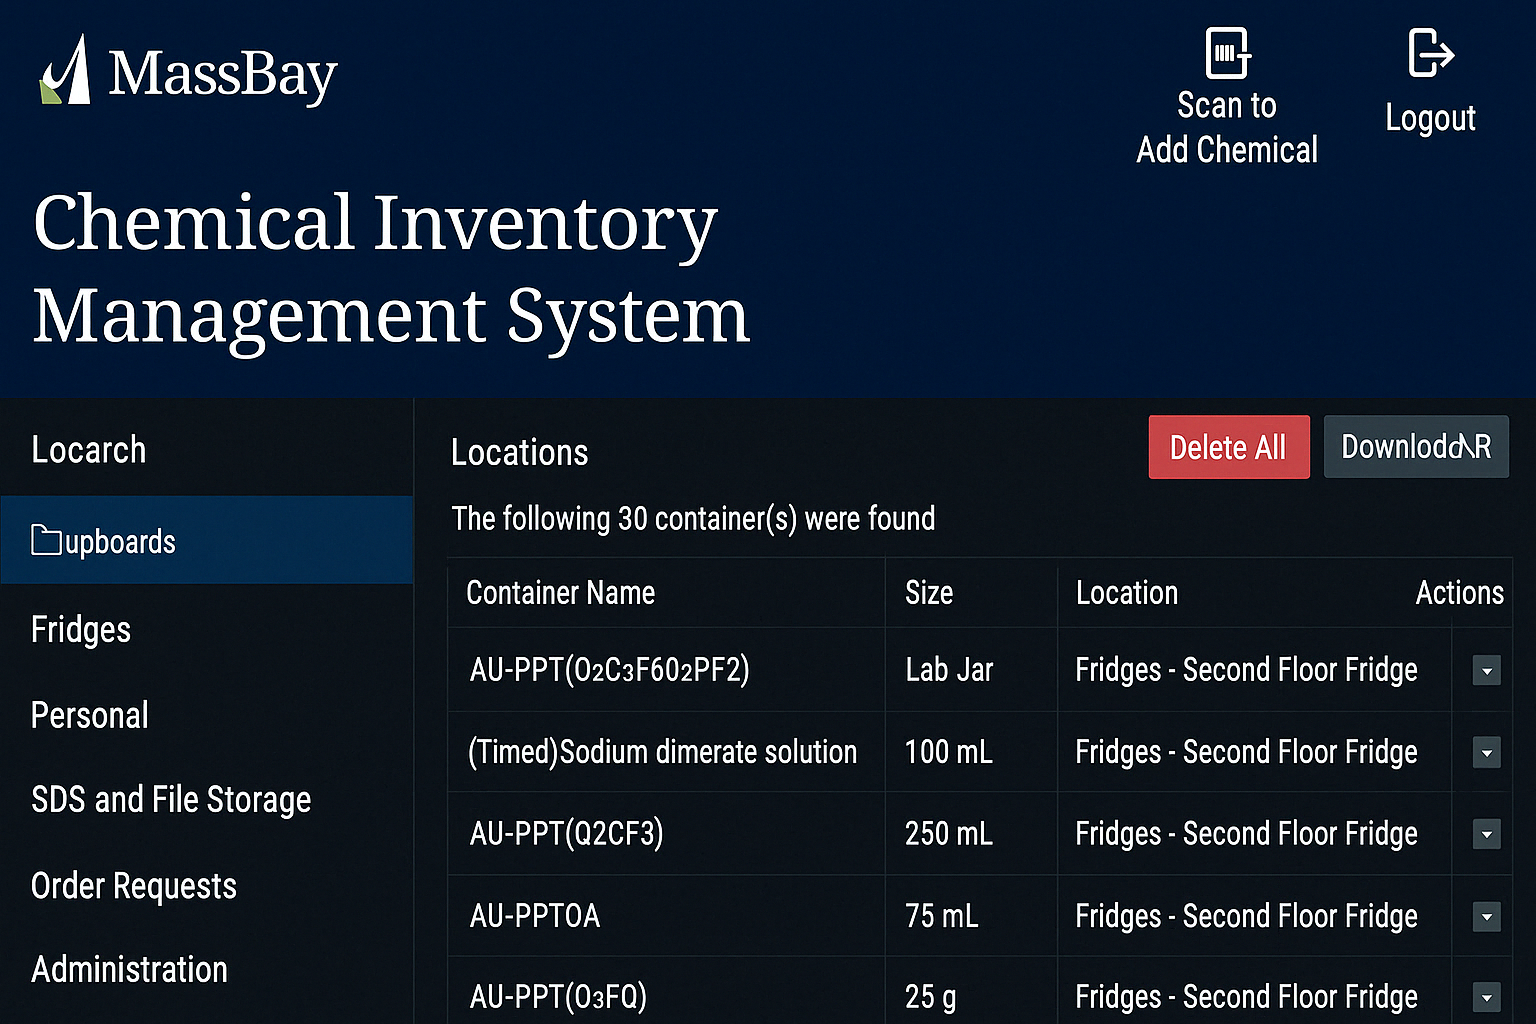 MassBay
Scan to
Add Chemical
Logout
Chemical Inventory
Management System
Locarch
upboards
Fridges
Personal
SDS and File Storage
Order Requests
Administration
Locations
Delete All
The following 30 container(s) were found
Container Name Size Location Actions
AU-PPT(O₂C₃F6O₂PF2) Lab Jar Fridges - Second Floor Fridge
(Timed)Sodium dimerate solution 100 mL Fridges - Second Floor Fridge
AU-PPT(Q2CF3) 250 mL Fridges - Second Floor Fridge
AU-PPTOA 75 mL Fridges - Second Floor Fridge
AU-PPT(O₃FQ) 25 g Fridges - Second Floor Fridge